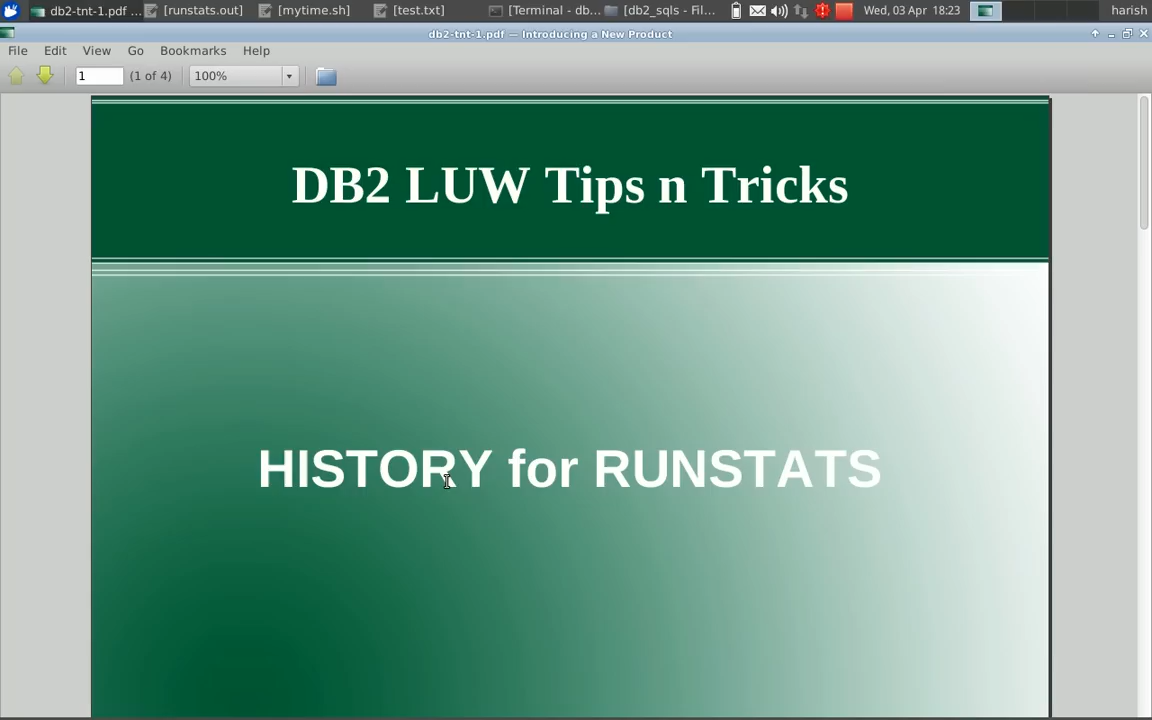 db2-tnt-1.pdf ... [runstats.out] [mytime.sh] [test.txt] [Terminal - db... [db2_sqls - Fil... Wed, 03 Apr 18:23 harish
db2-tnt-1.pdf — Introducing a New Product
File Edit View Go Bookmarks Help
1 (1 of 4) 100%
DB2 LUW Tips n Tricks
HISTORY for RUNSTATS